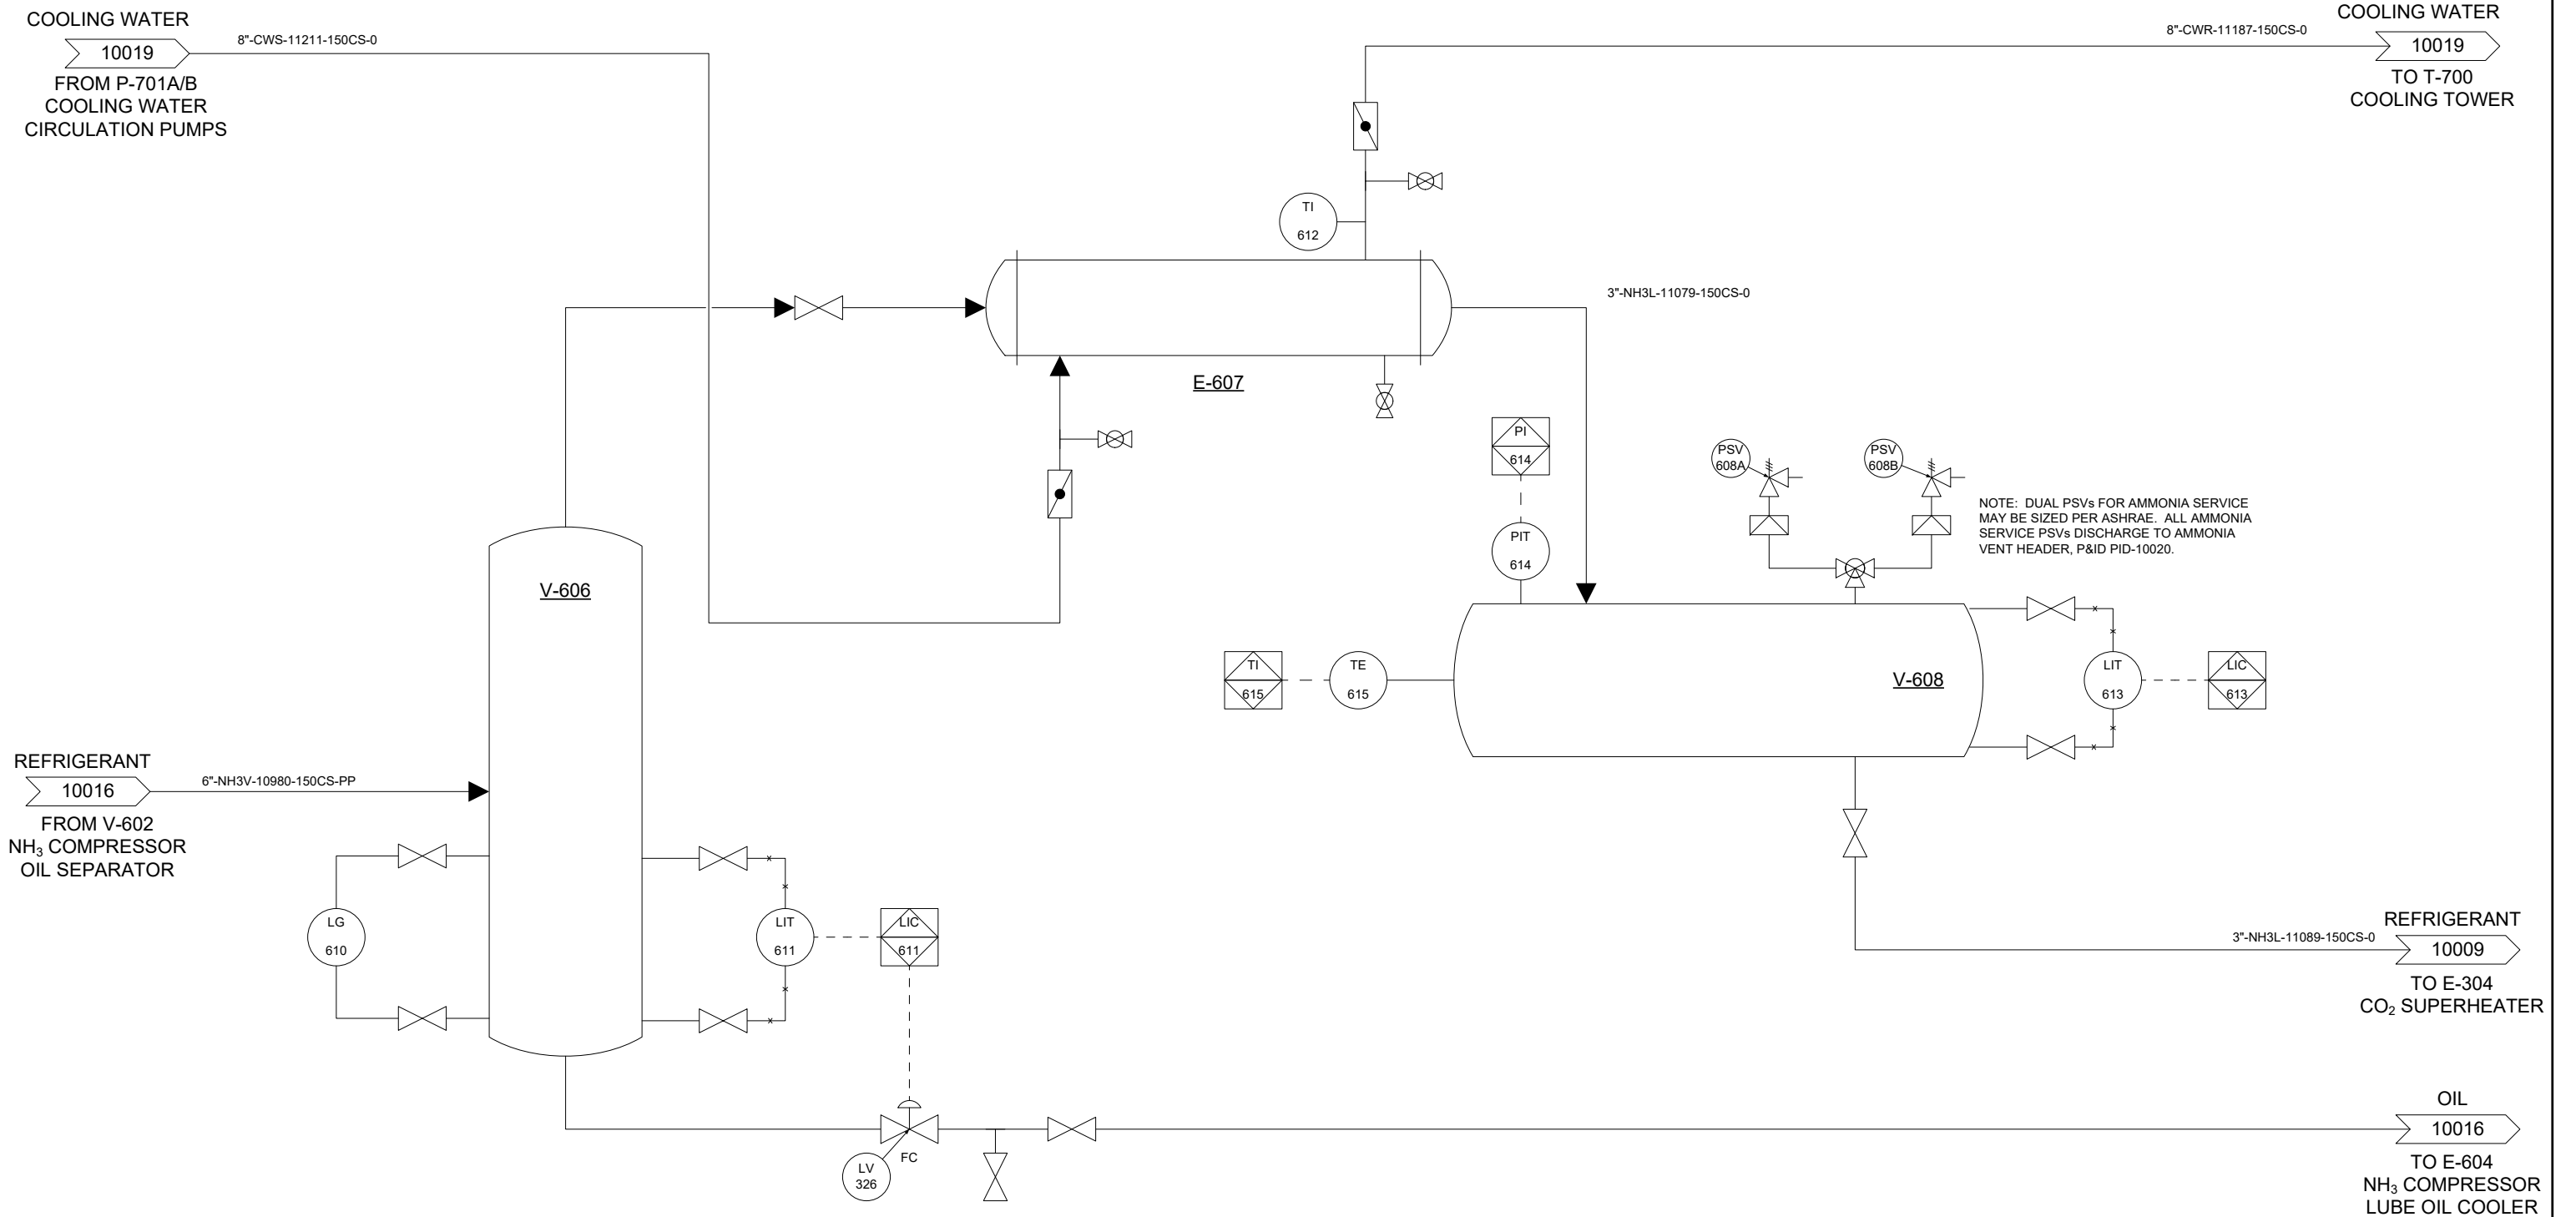 COOLING WATER
10019
FROM P-701A/B
COOLING WATER
CIRCULATION PUMPS
8"-CWS-11211-150CS-0
8"-CWR-11187-150CS-0
COOLING WATER
10019
TO T-700
COOLING TOWER
TI
612
3"-NH3L-11079-150CS-0
E-607
PI
614
PIT
614
PSV
608A
PSV
608B
NOTE: DUAL PSVs FOR AMMONIA SERVICE
MAY BE SIZED PER ASHRAE. ALL AMMONIA
SERVICE PSVs DISCHARGE TO AMMONIA
VENT HEADER, P&ID PID-10020.
V-606
TI
615
TE
615
V-608
LIT
613
LIC
613
REFRIGERANT
10016
FROM V-602
NH₃ COMPRESSOR
OIL SEPARATOR
6"-NH3V-10980-150CS-PP
LG
610
LIT
611
LIC
611
3"-NH3L-11089-150CS-0
REFRIGERANT
10009
TO E-304
CO₂ SUPERHEATER
LV
326
FC
OIL
10016
TO E-604
NH₃ COMPRESSOR
LUBE OIL COOLER